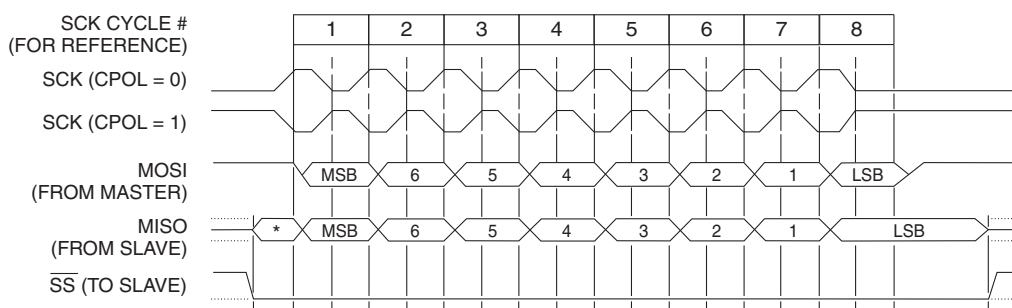 SCK CYCLE #
(FOR REFERENCE)
1 2 3 4 5 6 7 8
SCK (CPOL = 0)
SCK (CPOL = 1)
MOSI
(FROM MASTER)
MSB 6 5 4 3 2 1 LSB
MISO
(FROM SLAVE)
* MSB 6 5 4 3 2 1 LSB
S̅S̅ (TO SLAVE)